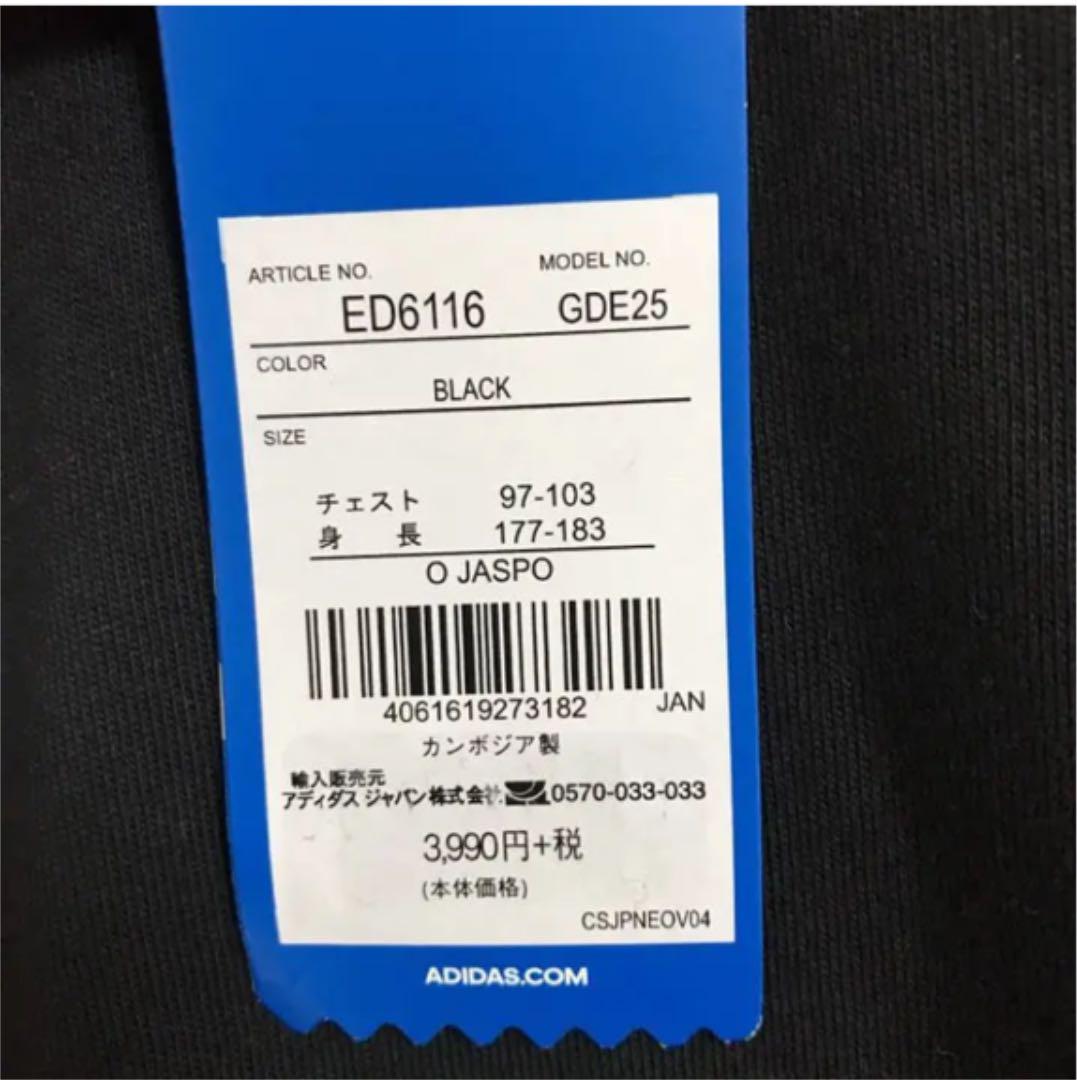 ARTICLE NO. MODEL NO.
ED6116 GDE25
COLOR
BLACK
SIZE
チェスト 97-103
身 長 177-183
O JASPO
4061619273182 JAN
カンボジア製
輸入販売元
アディダス ジャパン株式会社 0570-033-033
3,990円+税
(本体価格)
CSJPNEOV04
ADIDAS.COM